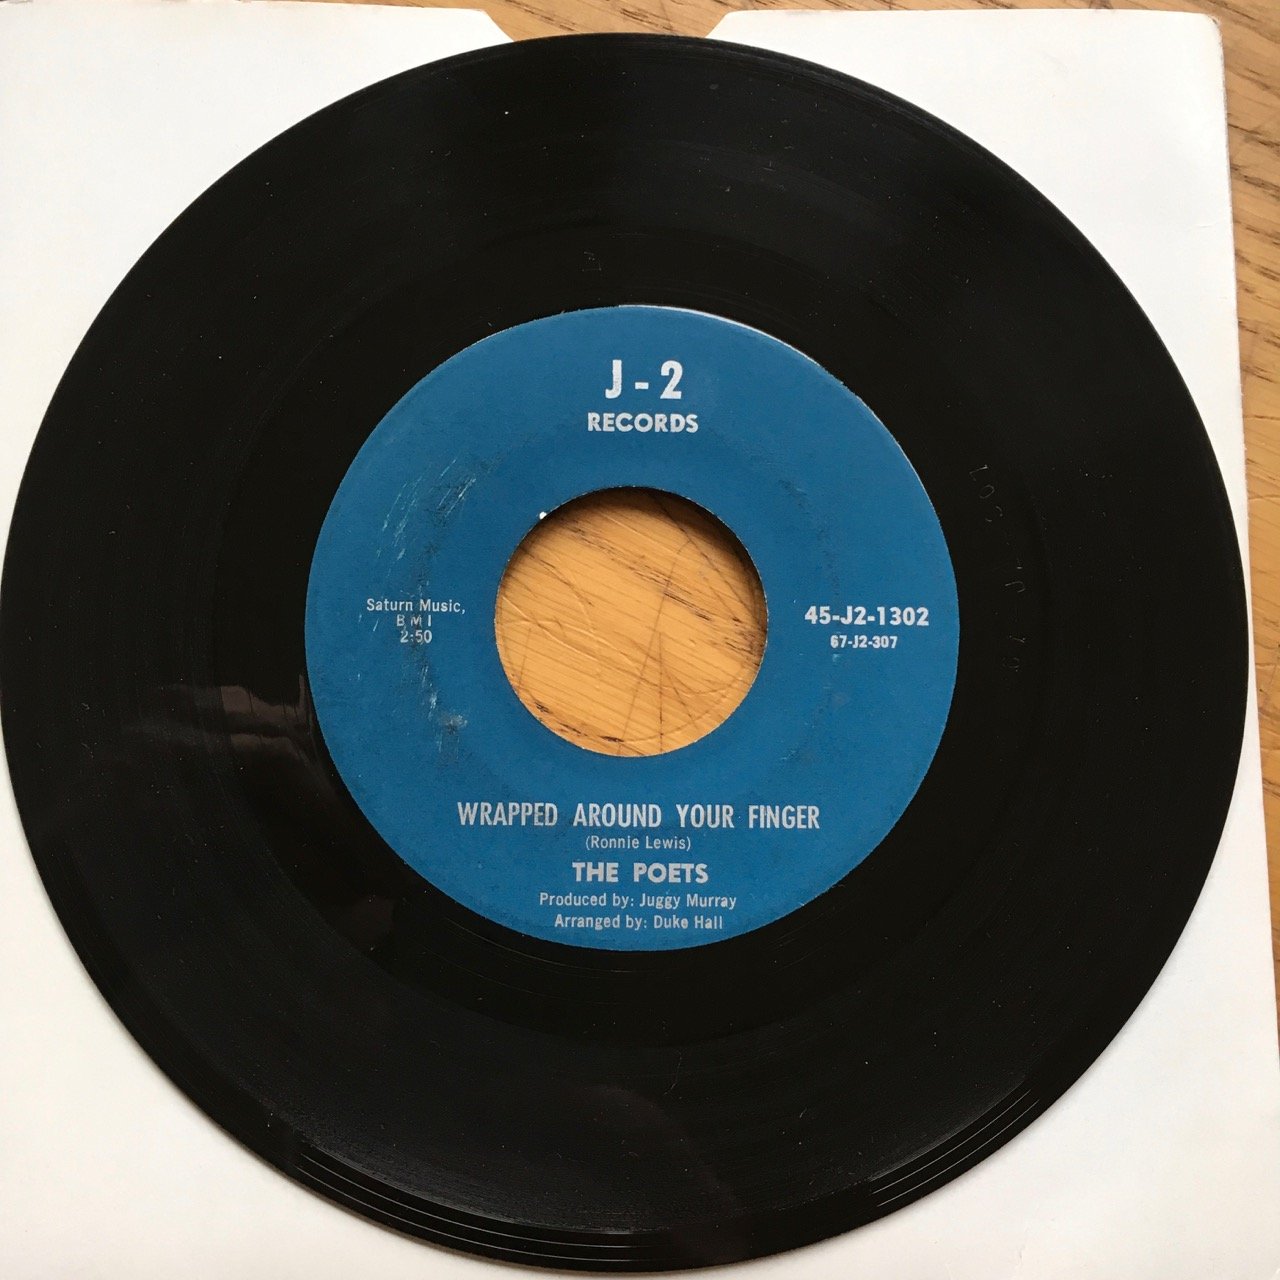 J-2
RECORDS
Saturn Music,
B M I
2:50
45-J2-1302
67-J2-307
WRAPPED AROUND YOUR FINGER
(Ronnie Lewis)
THE POETS
Produced by: Juggy Murray
Arranged by: Duke Hall